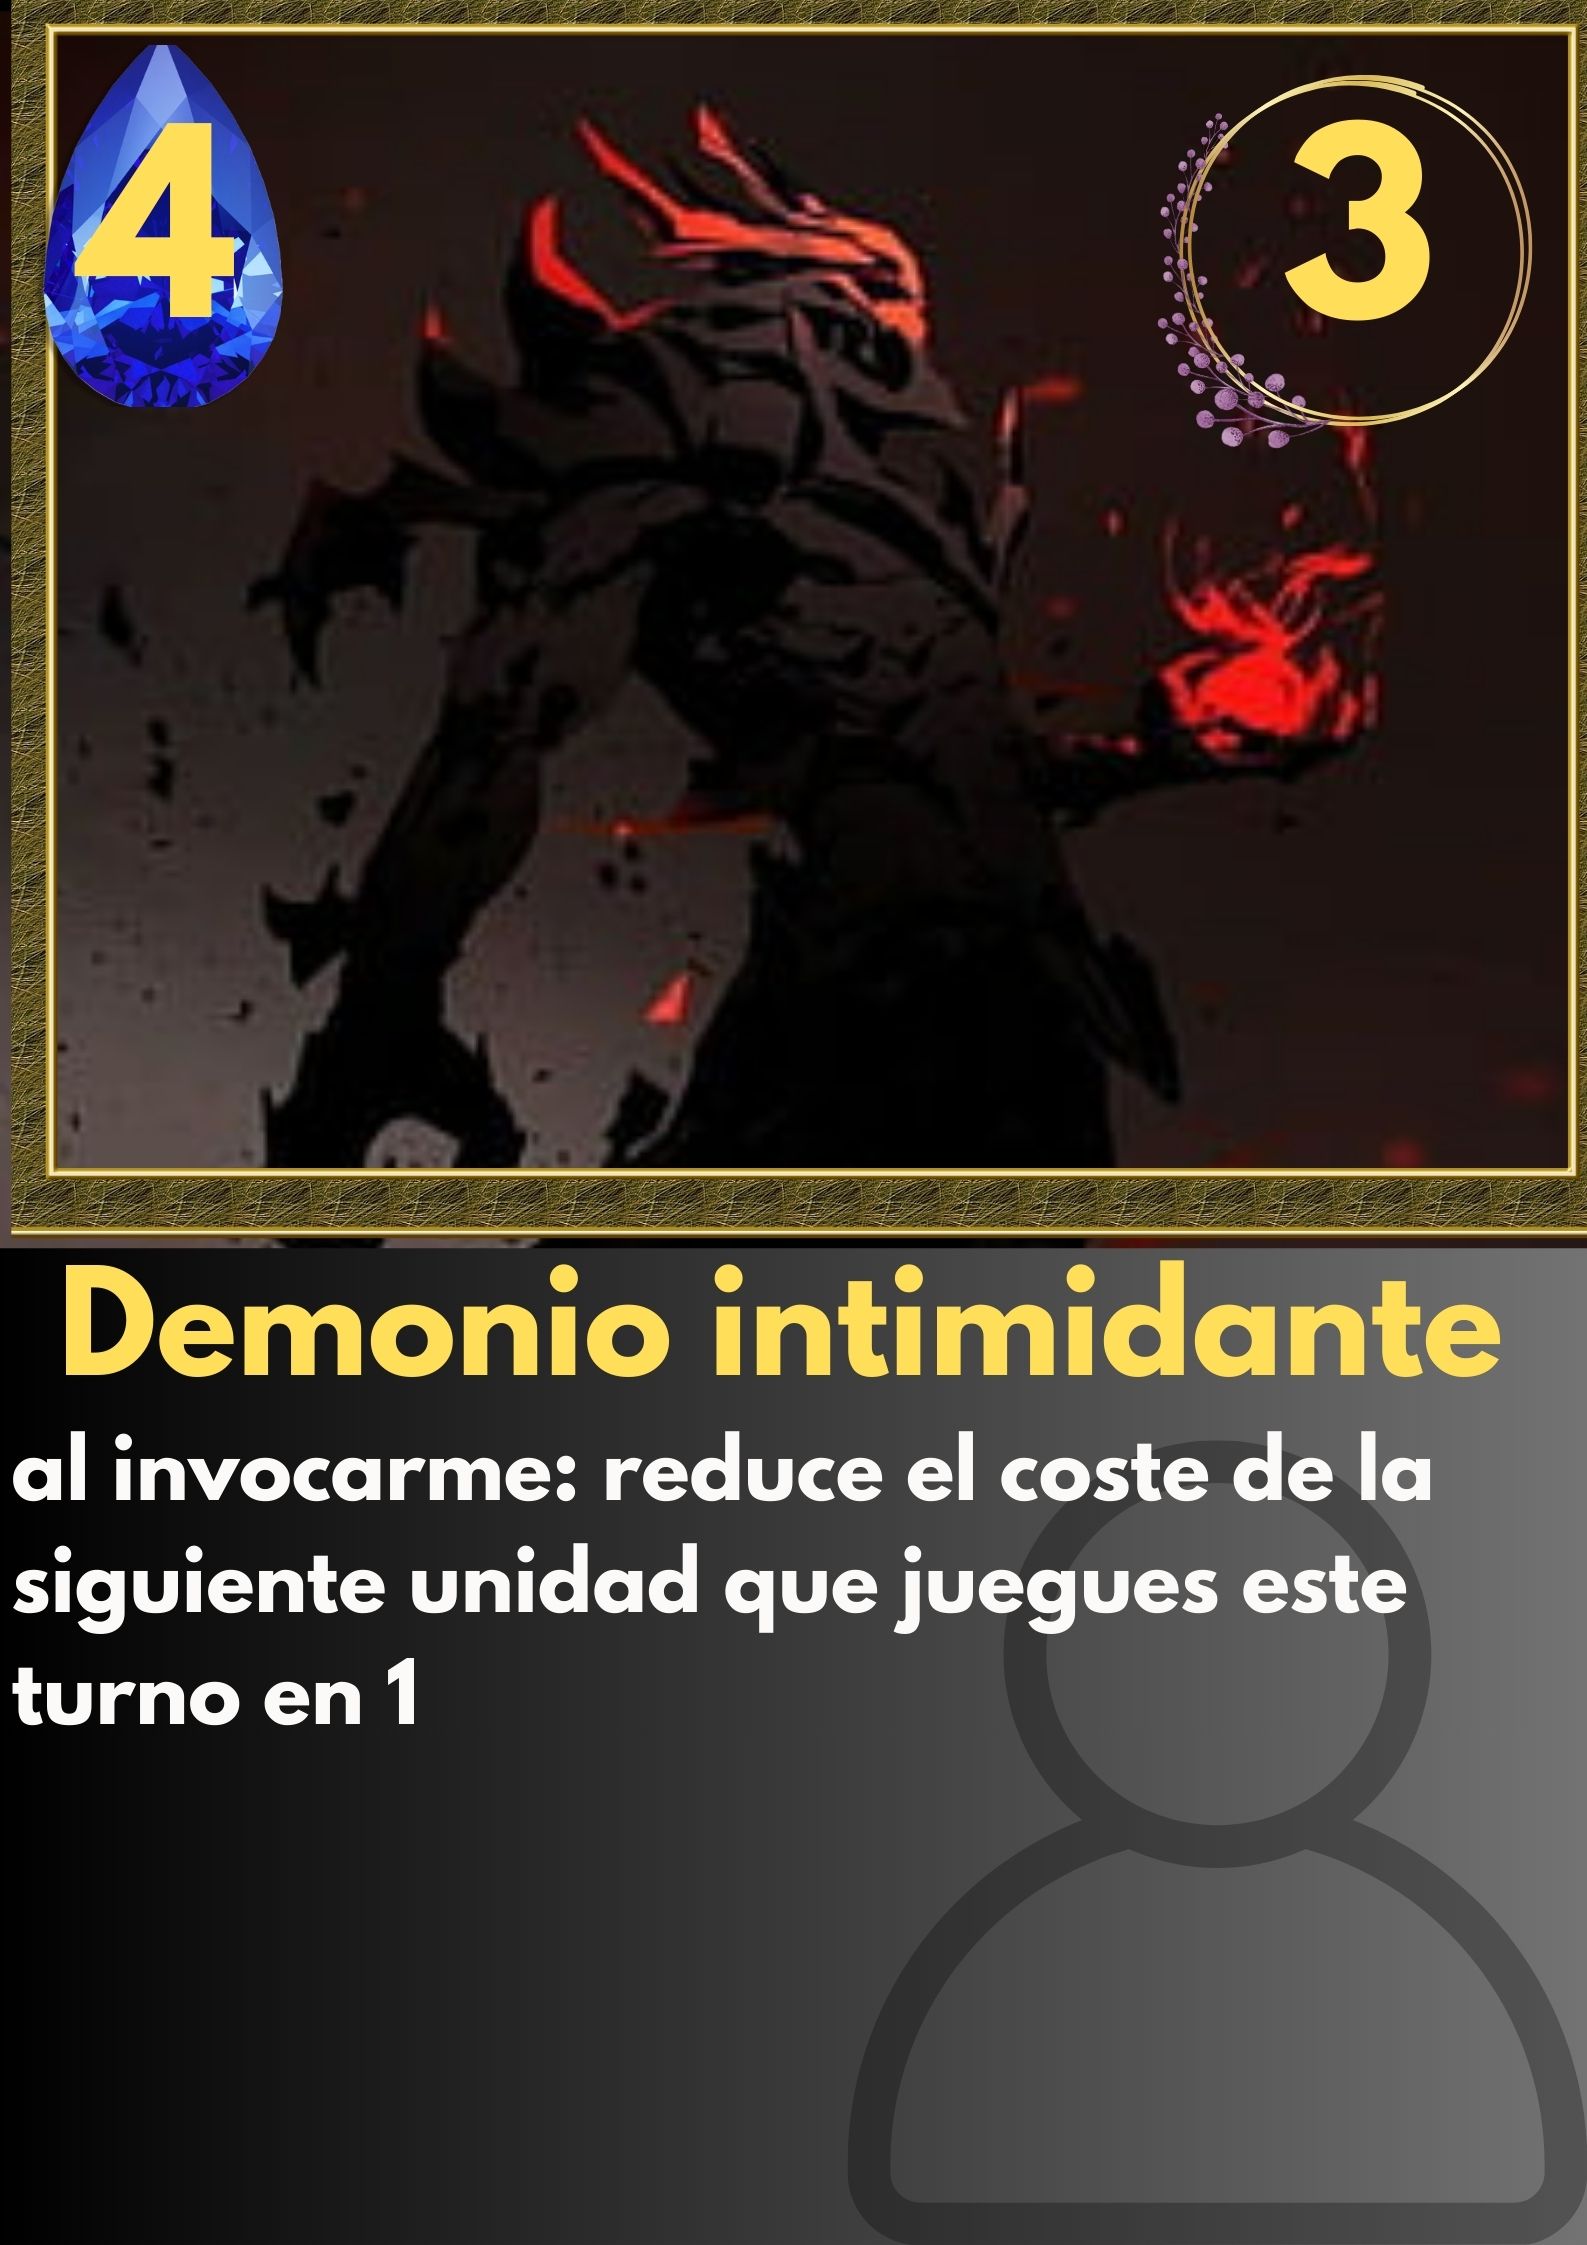 4
3
Demonio intimidante
al invocarme: reduce el coste de la
siguiente unidad que juegues este
turno en 1